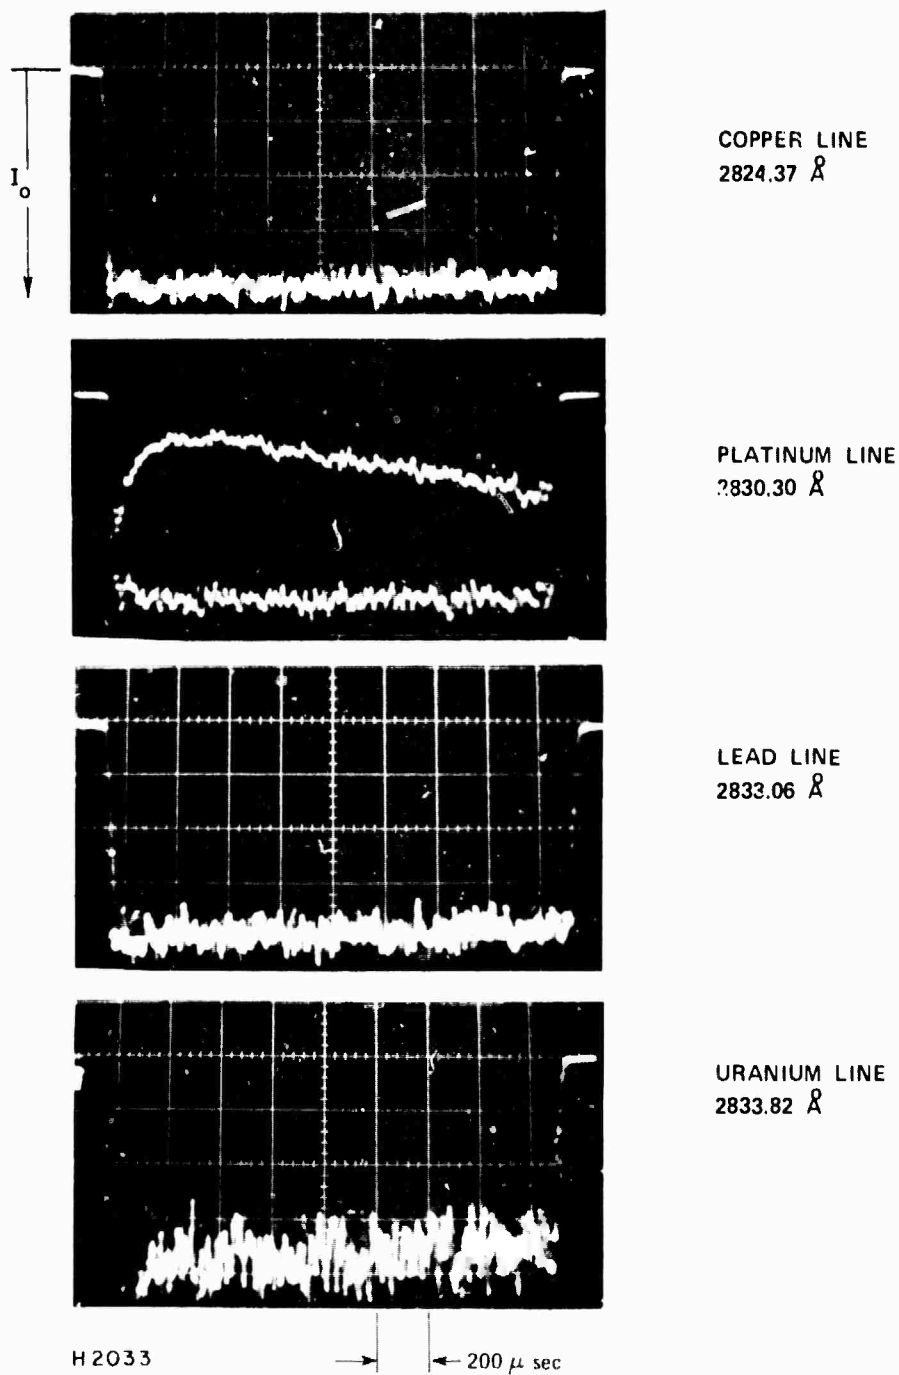 I₀
COPPER LINE
2824.37 Å
PLATINUM LINE
2830.30 Å
LEAD LINE
2833.06 Å
URANIUM LINE
2833.82 Å
H2033
200 μ sec